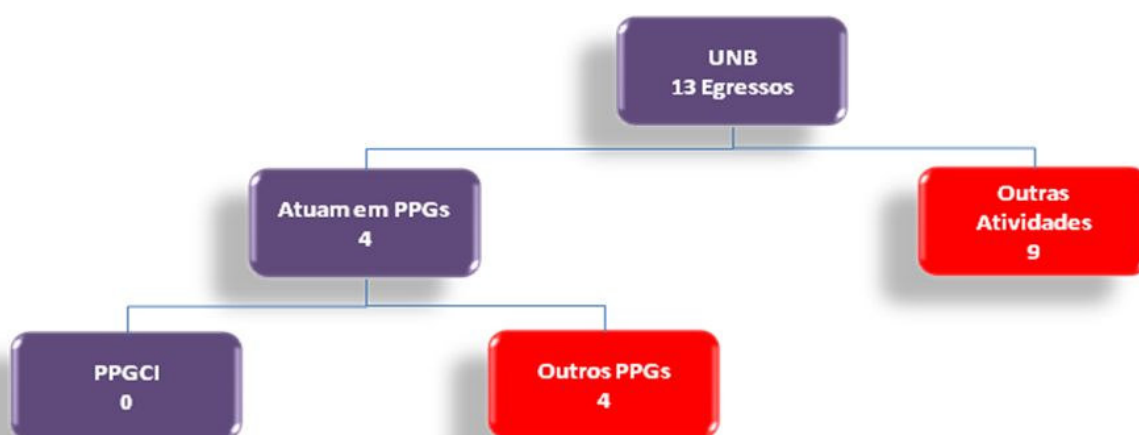 UNB
13 Egressos
Atuam em PPGs
4
Outras
Atividades
9
PPGCI
0
Outros PPGs
4